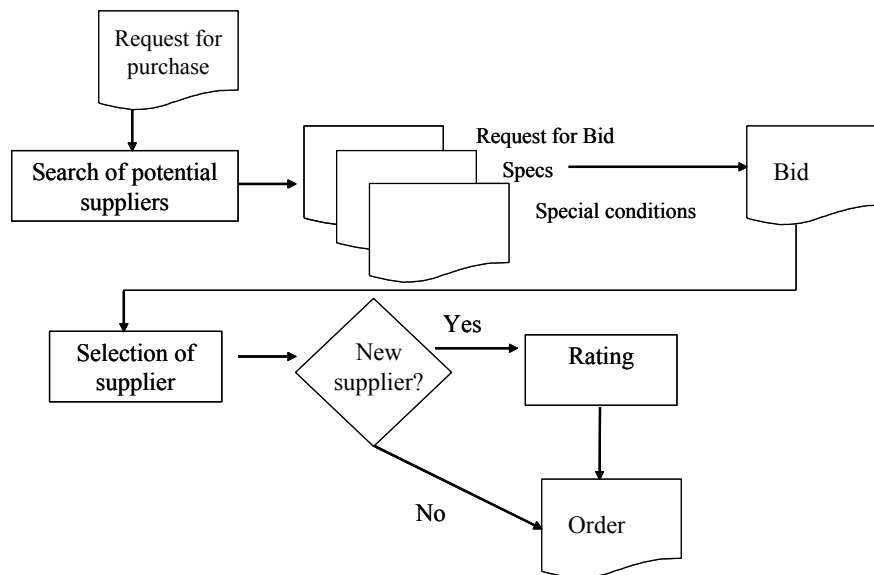 Request for
purchase
Search of potential
suppliers
Request for Bid
Specs
Special conditions
Bid
Selection of
supplier
New
supplier?
Yes
Rating
No
Order